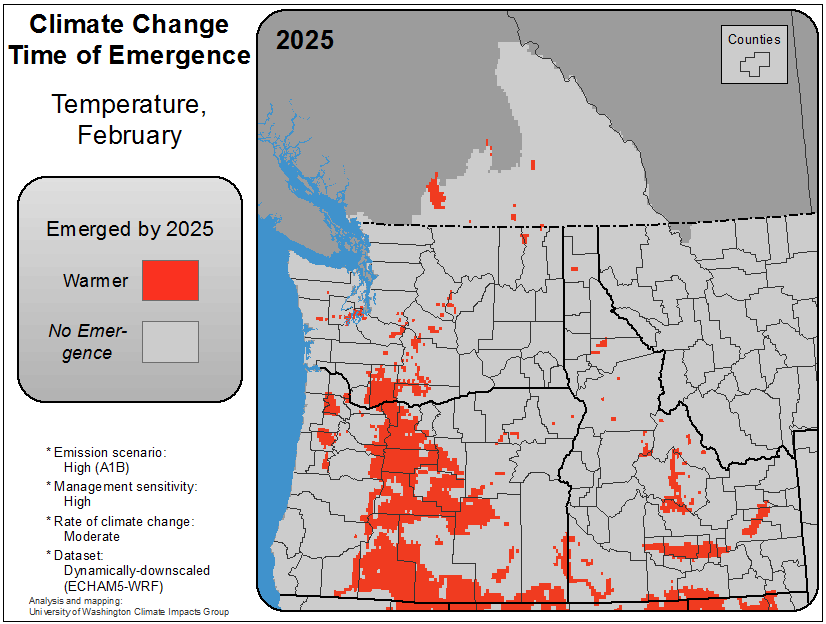 Climate Change
Time of Emergence
Temperature,
February
Emerged by 2025
Warmer
No Emer-
gence
* Emission scenario:
High (A1B)
* Management sensitivity:
High
* Rate of climate change:
Moderate
* Dataset:
Dynamically-downscaled
(ECHAM5-WRF)
Analysis and mapping:
University of Washington Climate Impacts Group
2025
Counties